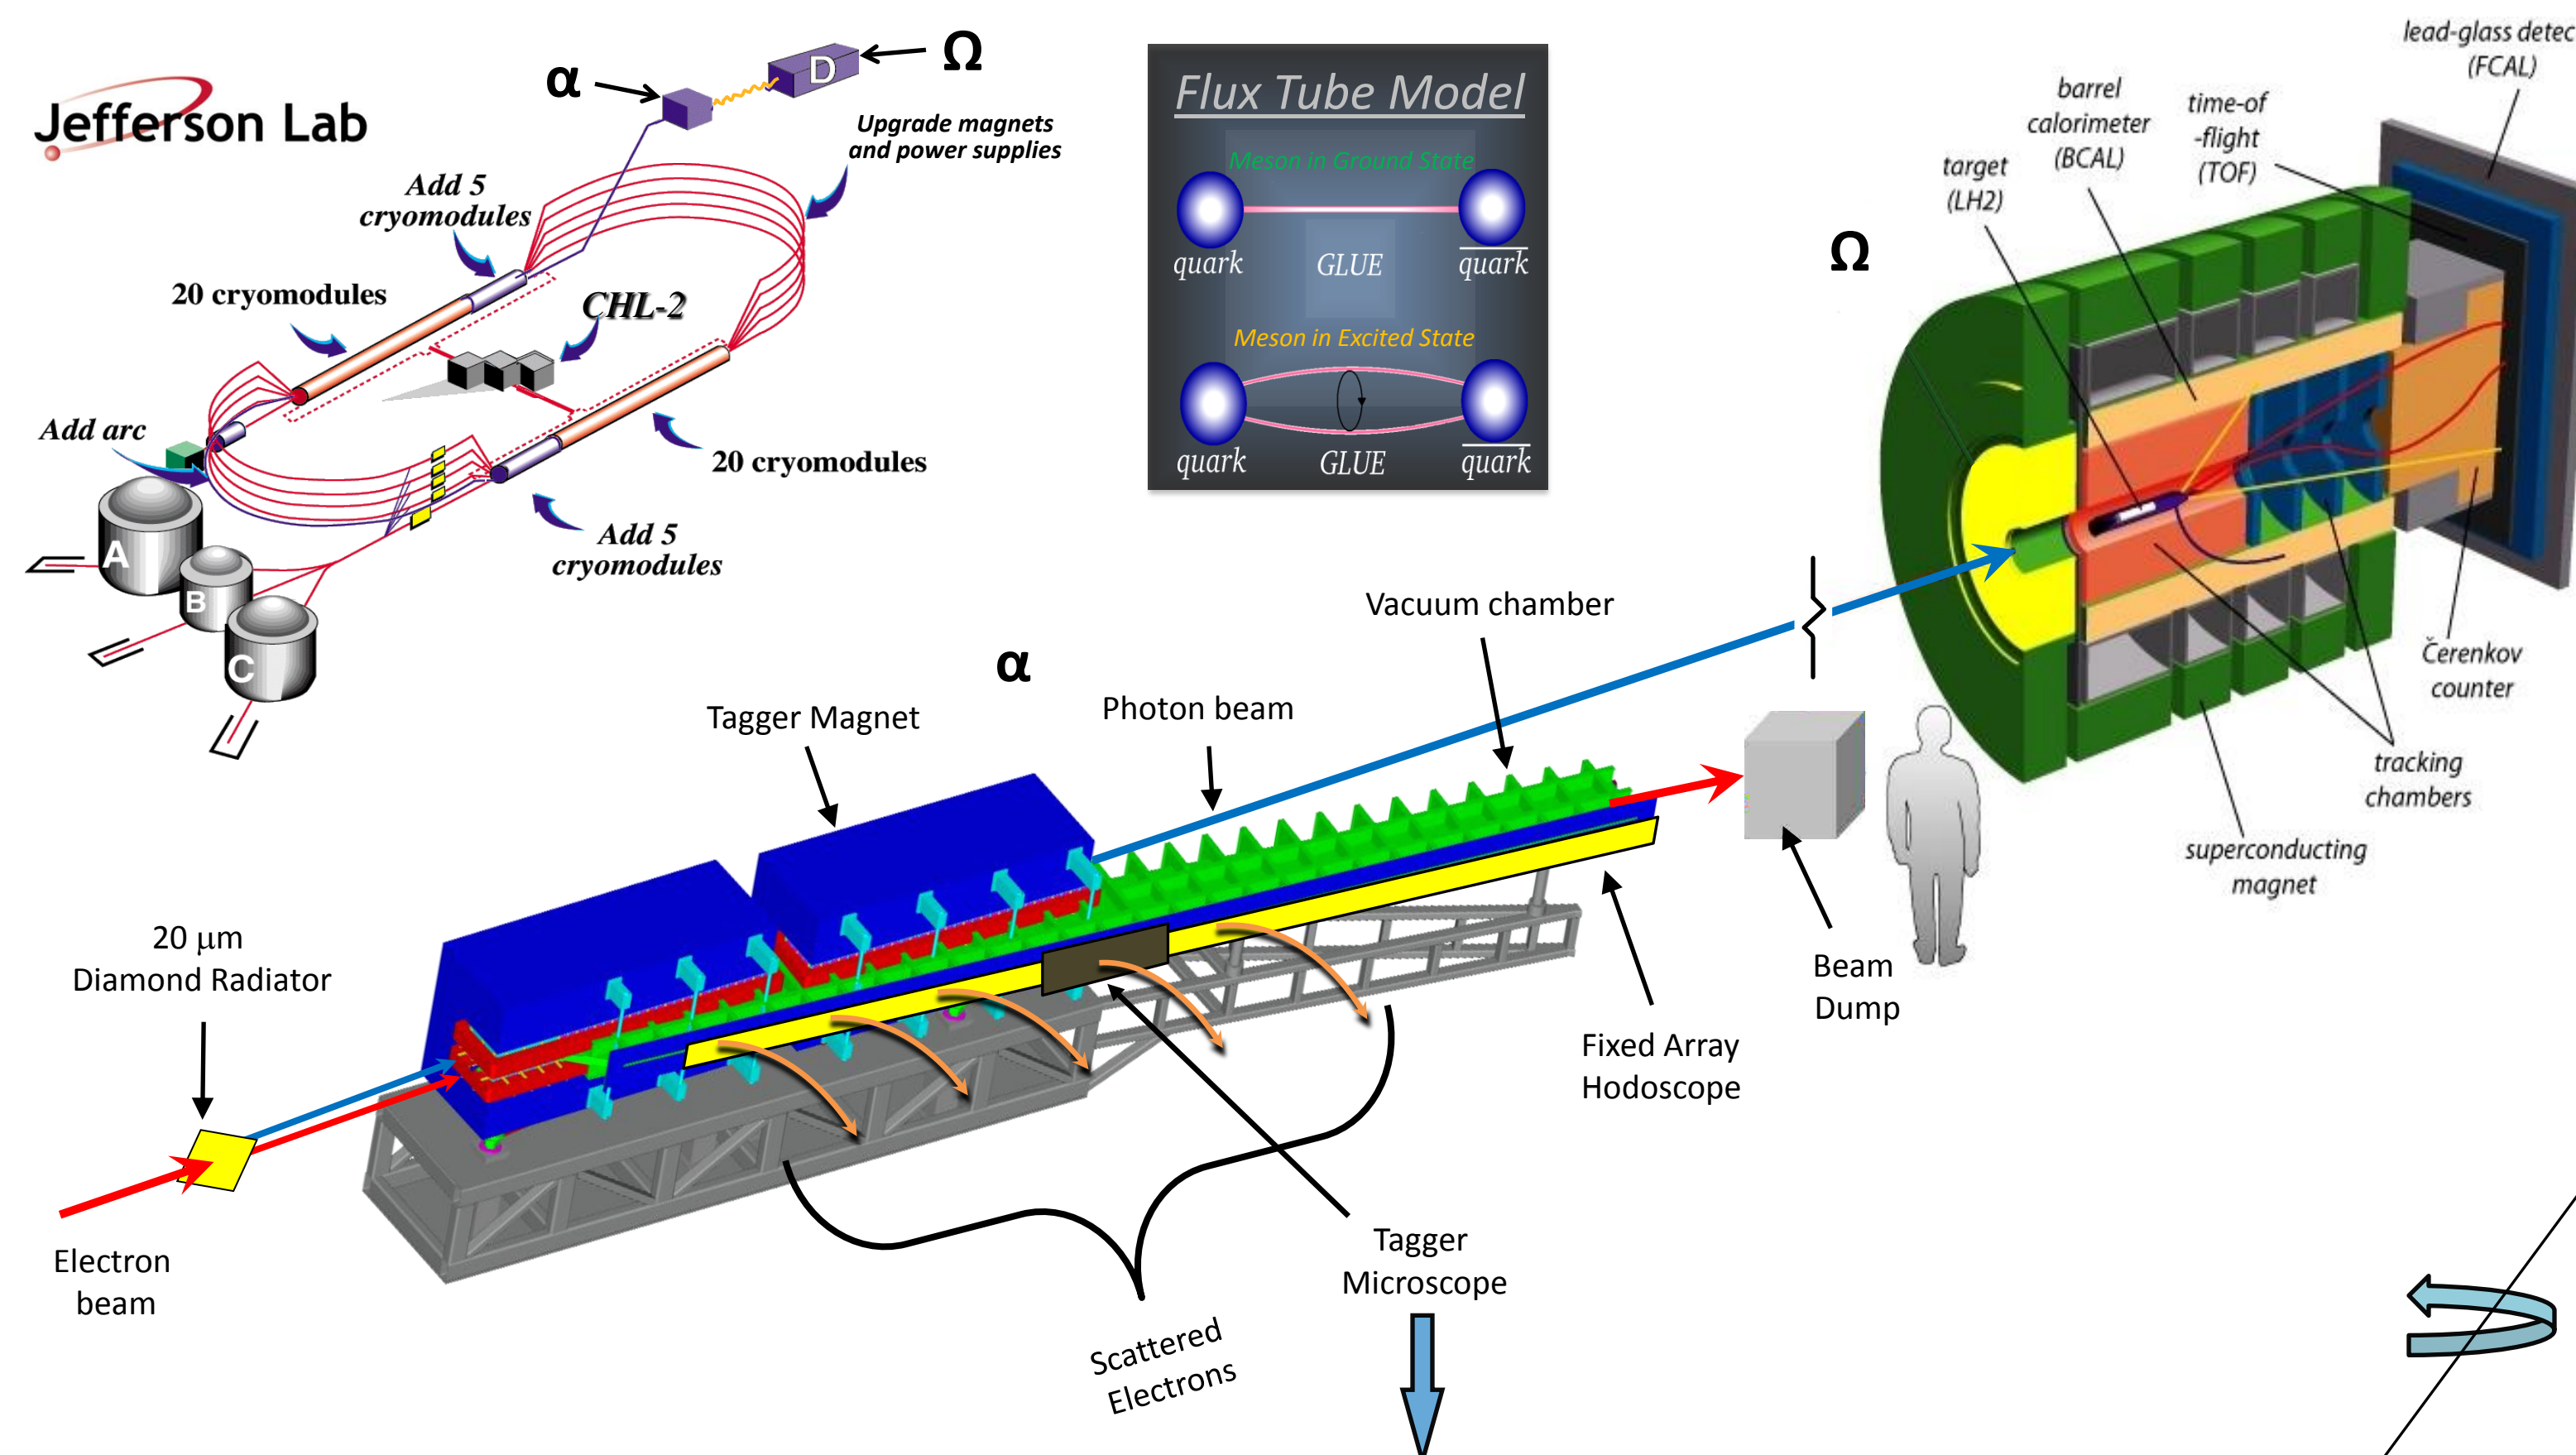 Jefferson Lab
α
D
Ω
Upgrade magnets
and power supplies
Add 5
cryomodules
20 cryomodules
CHL-2
Add arc
20 cryomodules
Add 5
cryomodules
A
B
C
Flux Tube Model
Meson in Ground State
quark
GLUE
quark
Meson in Excited State
quark
GLUE
quark
lead-glass detec
(FCAL)
barrel
calorimeter
(BCAL)
time-of
-flight
(TOF)
target
(LH2)
Ω
Čerenkov
counter
tracking
chambers
superconducting
magnet
α
Vacuum chamber
Photon beam
Tagger Magnet
20 μm
Diamond Radiator
Electron
beam
Beam
Dump
Fixed Array
Hodoscope
Tagger
Microscope
Scattered
Electrons